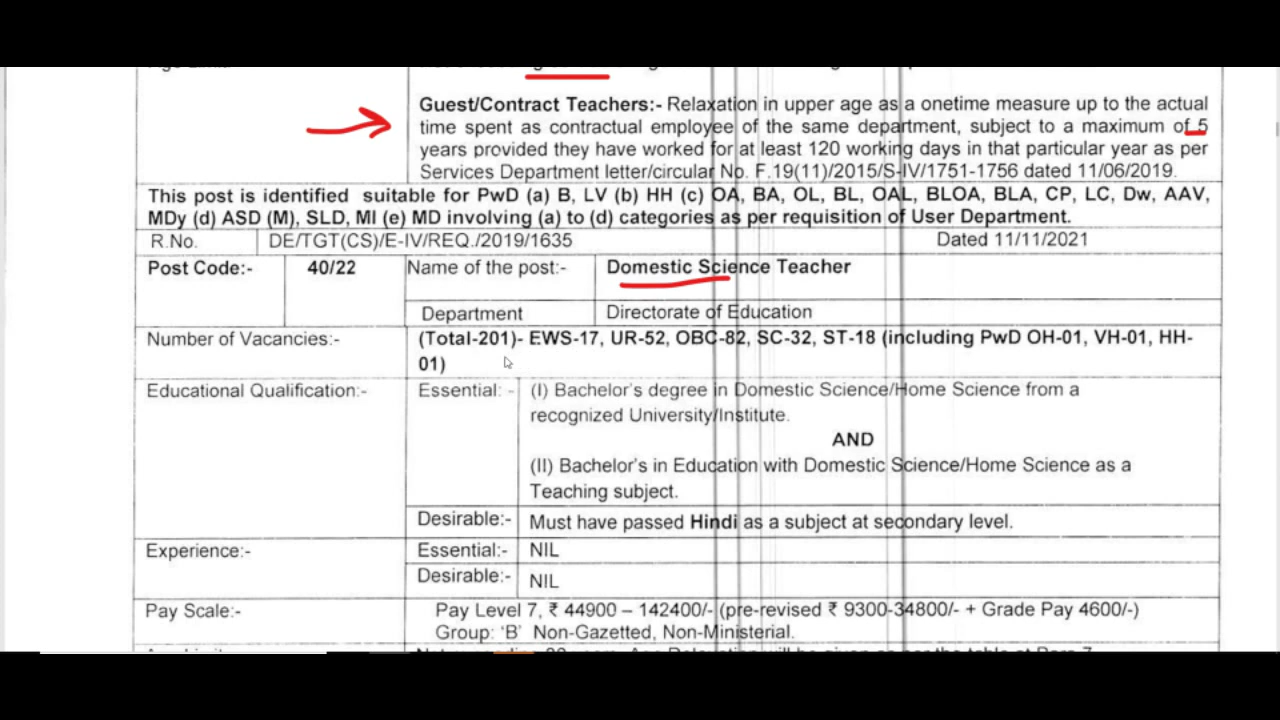 Guest/Contract Teachers:- Relaxation in upper age as a onetime measure up to the actual
time spent as contractual employee of the same department, subject to a maximum of 5
years provided they have worked for at least 120 working days in that particular year as per
Services Department letter/circular No. F.19(11)/2015/S-IV/1751-1756 dated 11/06/2019.
This post is identified suitable for PwD (a) B, LV (b) HH (c) OA, BA, OL, BL, OAL, BLOA, BLA, CP, LC, Dw, AAV,
MDy (d) ASD (M), SLD, MI (e) MD involving (a) to (d) categories as per requisition of User Department.
R.No. DE/TGT(CS)/E-IV/REQ./2019/1635 Dated 11/11/2021
Post Code:- 40/22 Name of the post:- Domestic Science Teacher
Department Directorate of Education
Number of Vacancies:- (Total-201)- EWS-17, UR-52, OBC-82, SC-32, ST-18 (including PwD OH-01, VH-01, HH-
01)
Educational Qualification:- Essential: - (I) Bachelor's degree in Domestic Science/Home Science from a
recognized University/Institute.
AND
(II) Bachelor's in Education with Domestic Science/Home Science as a
Teaching subject.
Desirable:- Must have passed Hindi as a subject at secondary level.
Experience:- Essential:- NIL
Desirable:- NIL
Pay Scale:- Pay Level 7, ₹ 44900 – 142400/- (pre-revised ₹ 9300-34800/- + Grade Pay 4600/-)
Group: 'B' Non-Gazetted, Non-Ministerial.